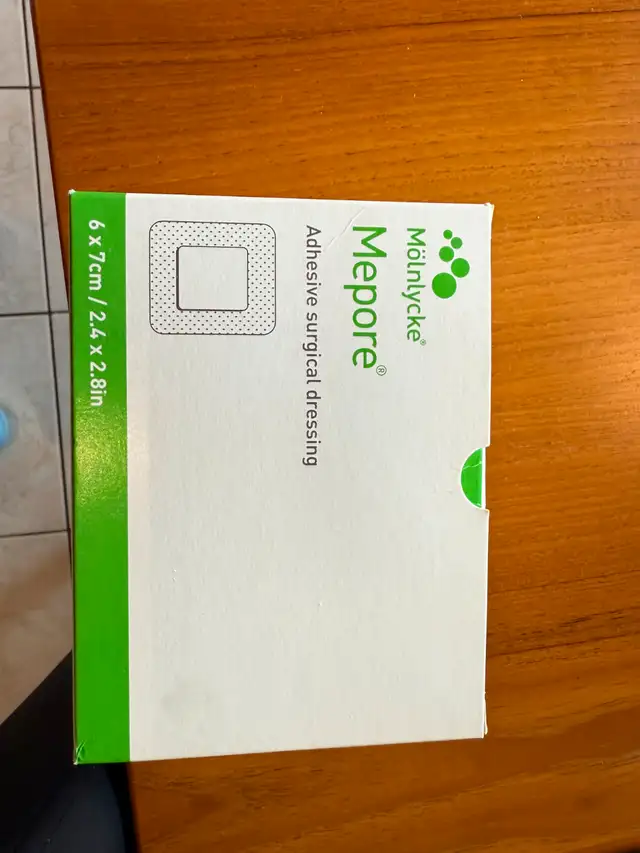 Mölnlycke®
Mepore®
Adhesive surgical dressing
6 x 7cm / 2.4 x 2.8in